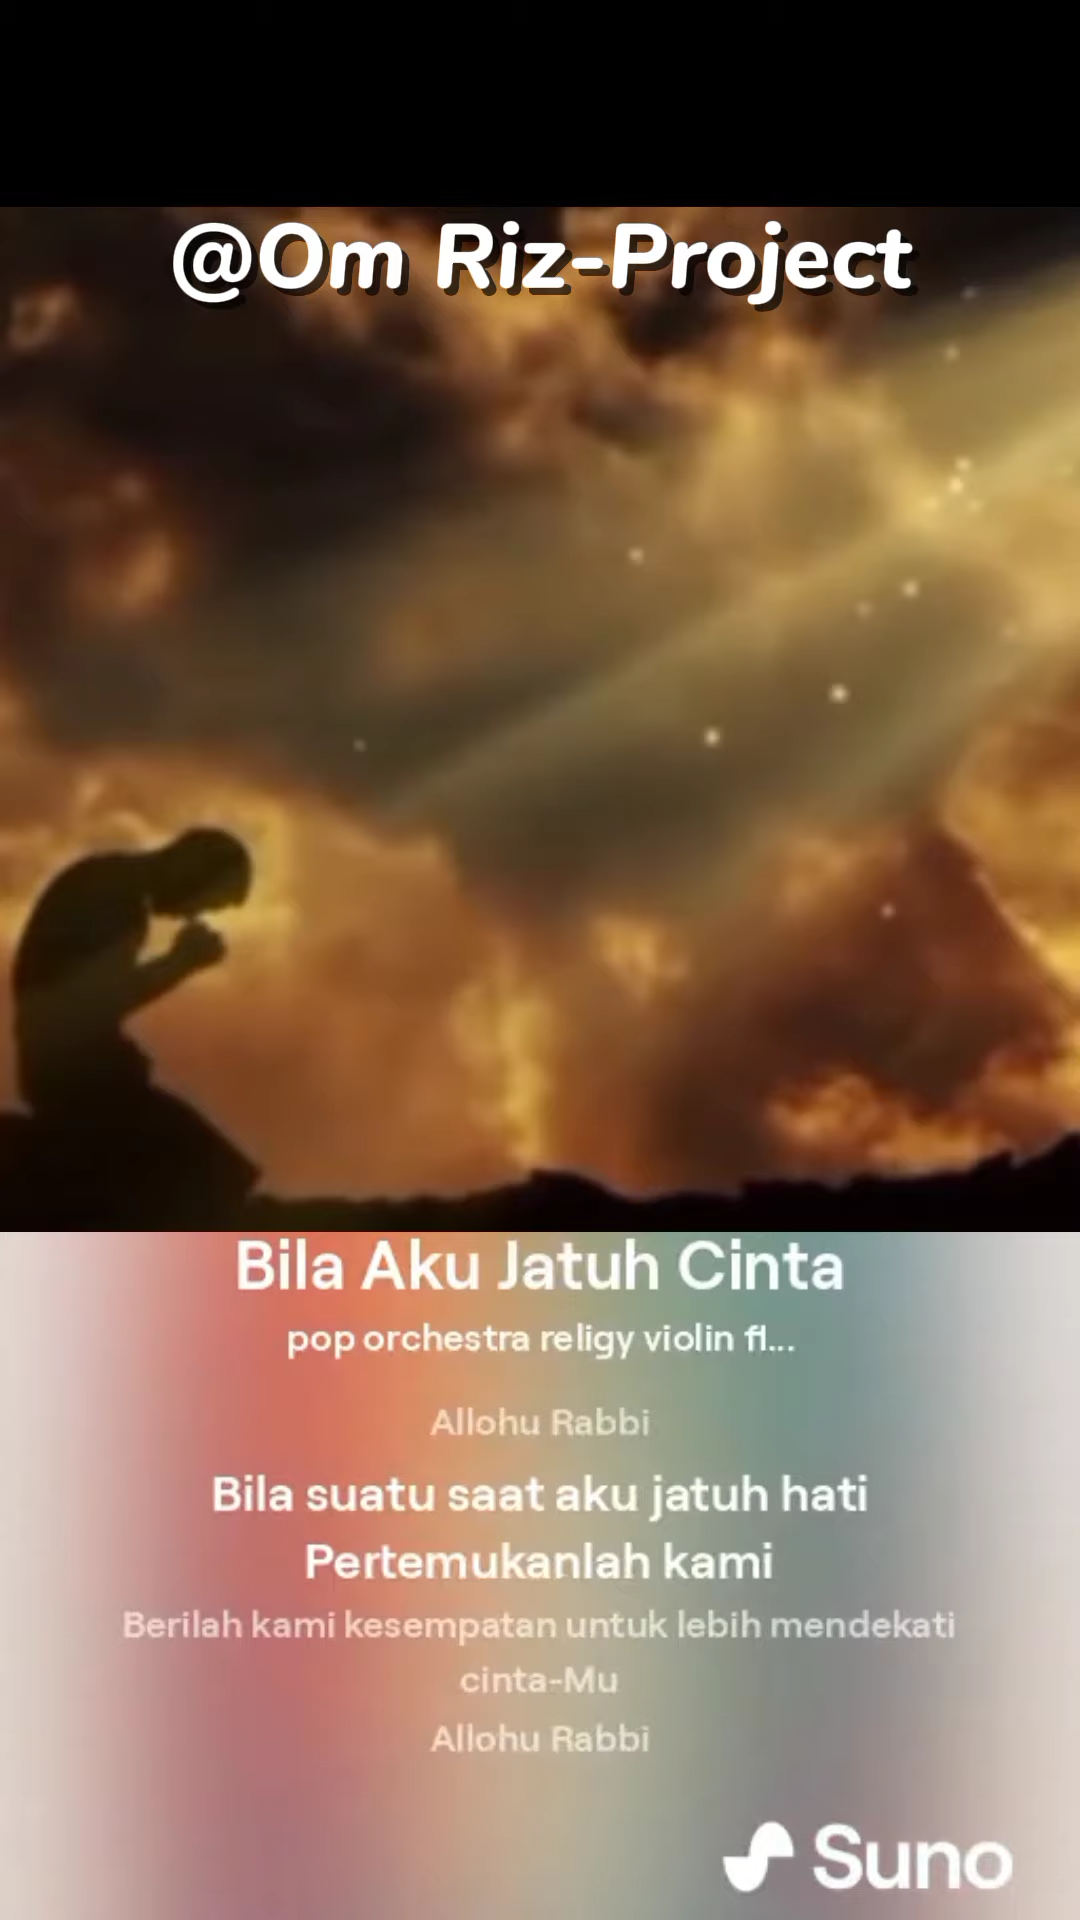 @Om Riz-Project
Bila Aku Jatuh Cinta
pop orchestra religy violin fl...
Allohu Rabbi
Bila suatu saat aku jatuh hati
Pertemukanlah kami
Berilah kami kesempatan untuk lebih mendekati
cinta-Mu
Allohu Rabbi
Suno